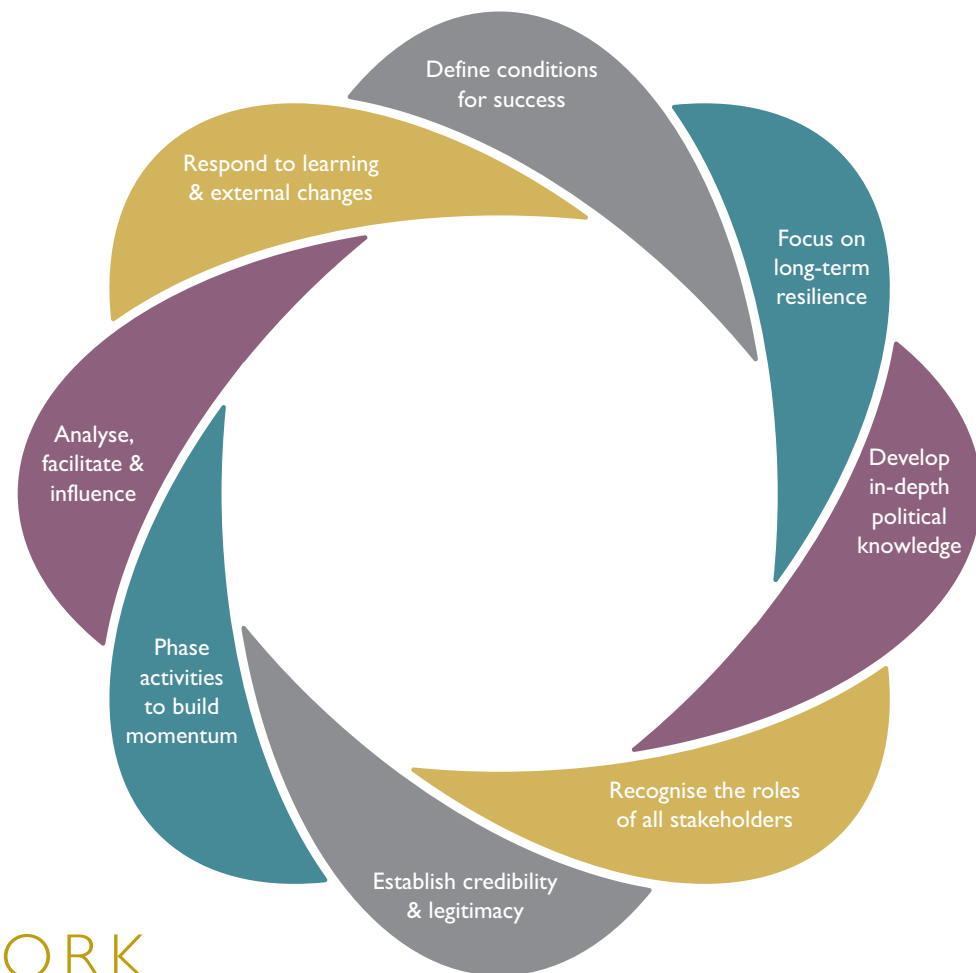 Define conditions
for success
Focus on
long-term
resilience
Develop
in-depth
political
knowledge
Recognise the roles
of all stakeholders
Establish credibility
& legitimacy
Phase
activities
to build
momentum
Analyse,
facilitate &
influence
Respond to learning
& external changes
ORK